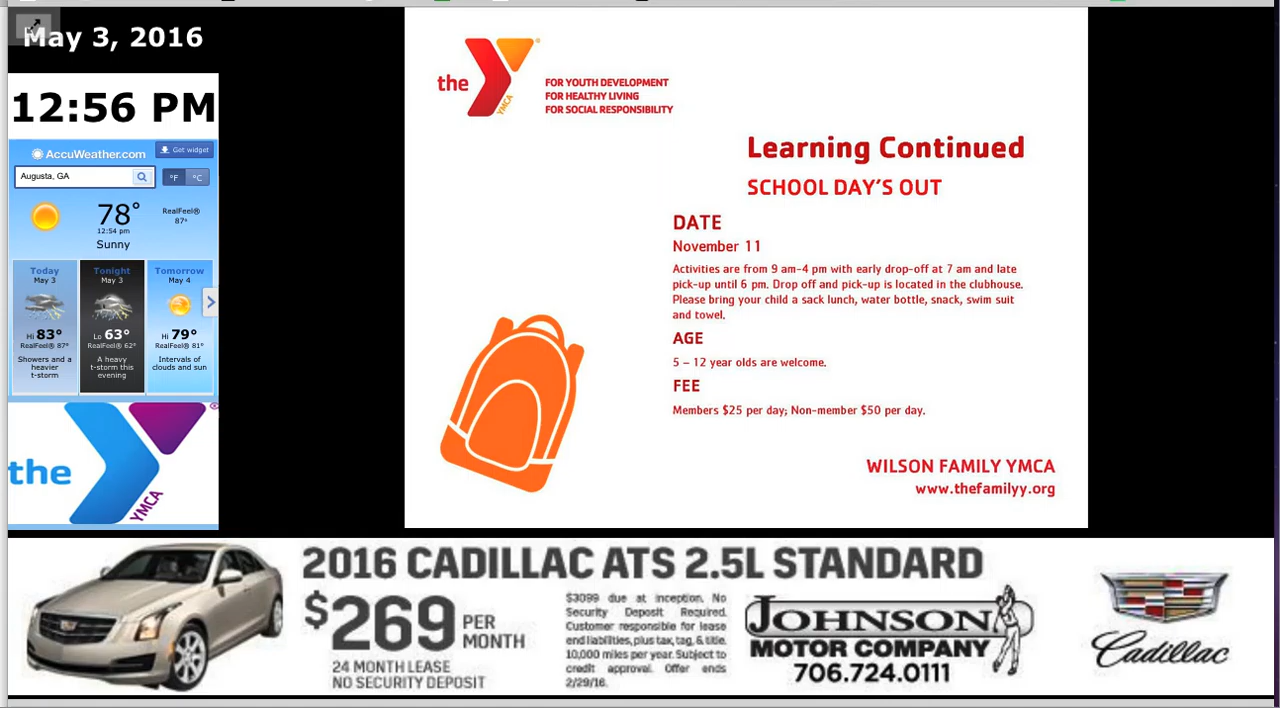 May 3, 2016
12:56 PM
AccuWeather.com
Get widget
Augusta, GA
°F
°C
78°
12:54 pm
Sunny
RealFeel®
87°
Today
May 3
Hi 83°
RealFeel® 87°
Showers and a
heavier
t-storm
Tonight
May 3
Lo 63°
RealFeel® 62°
A heavy
t-storm this
evening
Tomorrow
May 4
Hi 79°
RealFeel® 81°
Intervals of
clouds and sun
the
YMCA
®
the
YMCA
®
FOR YOUTH DEVELOPMENT
FOR HEALTHY LIVING
FOR SOCIAL RESPONSIBILITY
Learning Continued
SCHOOL DAY'S OUT
DATE
November 11
Activities are from 9 am-4 pm with early drop-off at 7 am and late
pick-up until 6 pm. Drop off and pick-up is located in the clubhouse.
Please bring your child a sack lunch, water bottle, snack, swim suit
and towel.
AGE
5 – 12 year olds are welcome.
FEE
Members $25 per day; Non-member $50 per day.
WILSON FAMILY YMCA
www.thefamilyy.org
2016 CADILLAC ATS 2.5L STANDARD
$269 PER
MONTH
24 MONTH LEASE
NO SECURITY DEPOSIT
$3099 due at inception. No
Security Deposit Required.
Customer responsible for lease
end liabilities, plus tax, tag, & title.
10,000 miles per year. Subject to
credit approval. Offer ends
2/29/16.
JOHNSON
MOTOR COMPANY
706.724.0111
Cadillac